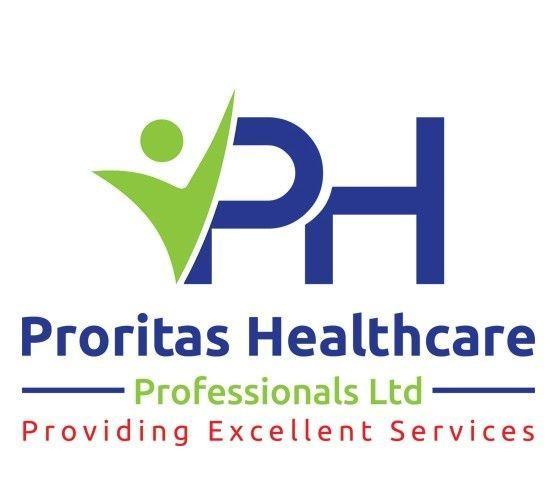 PH
Proritas Healthcare
Professionals Ltd
Providing Excellent Services